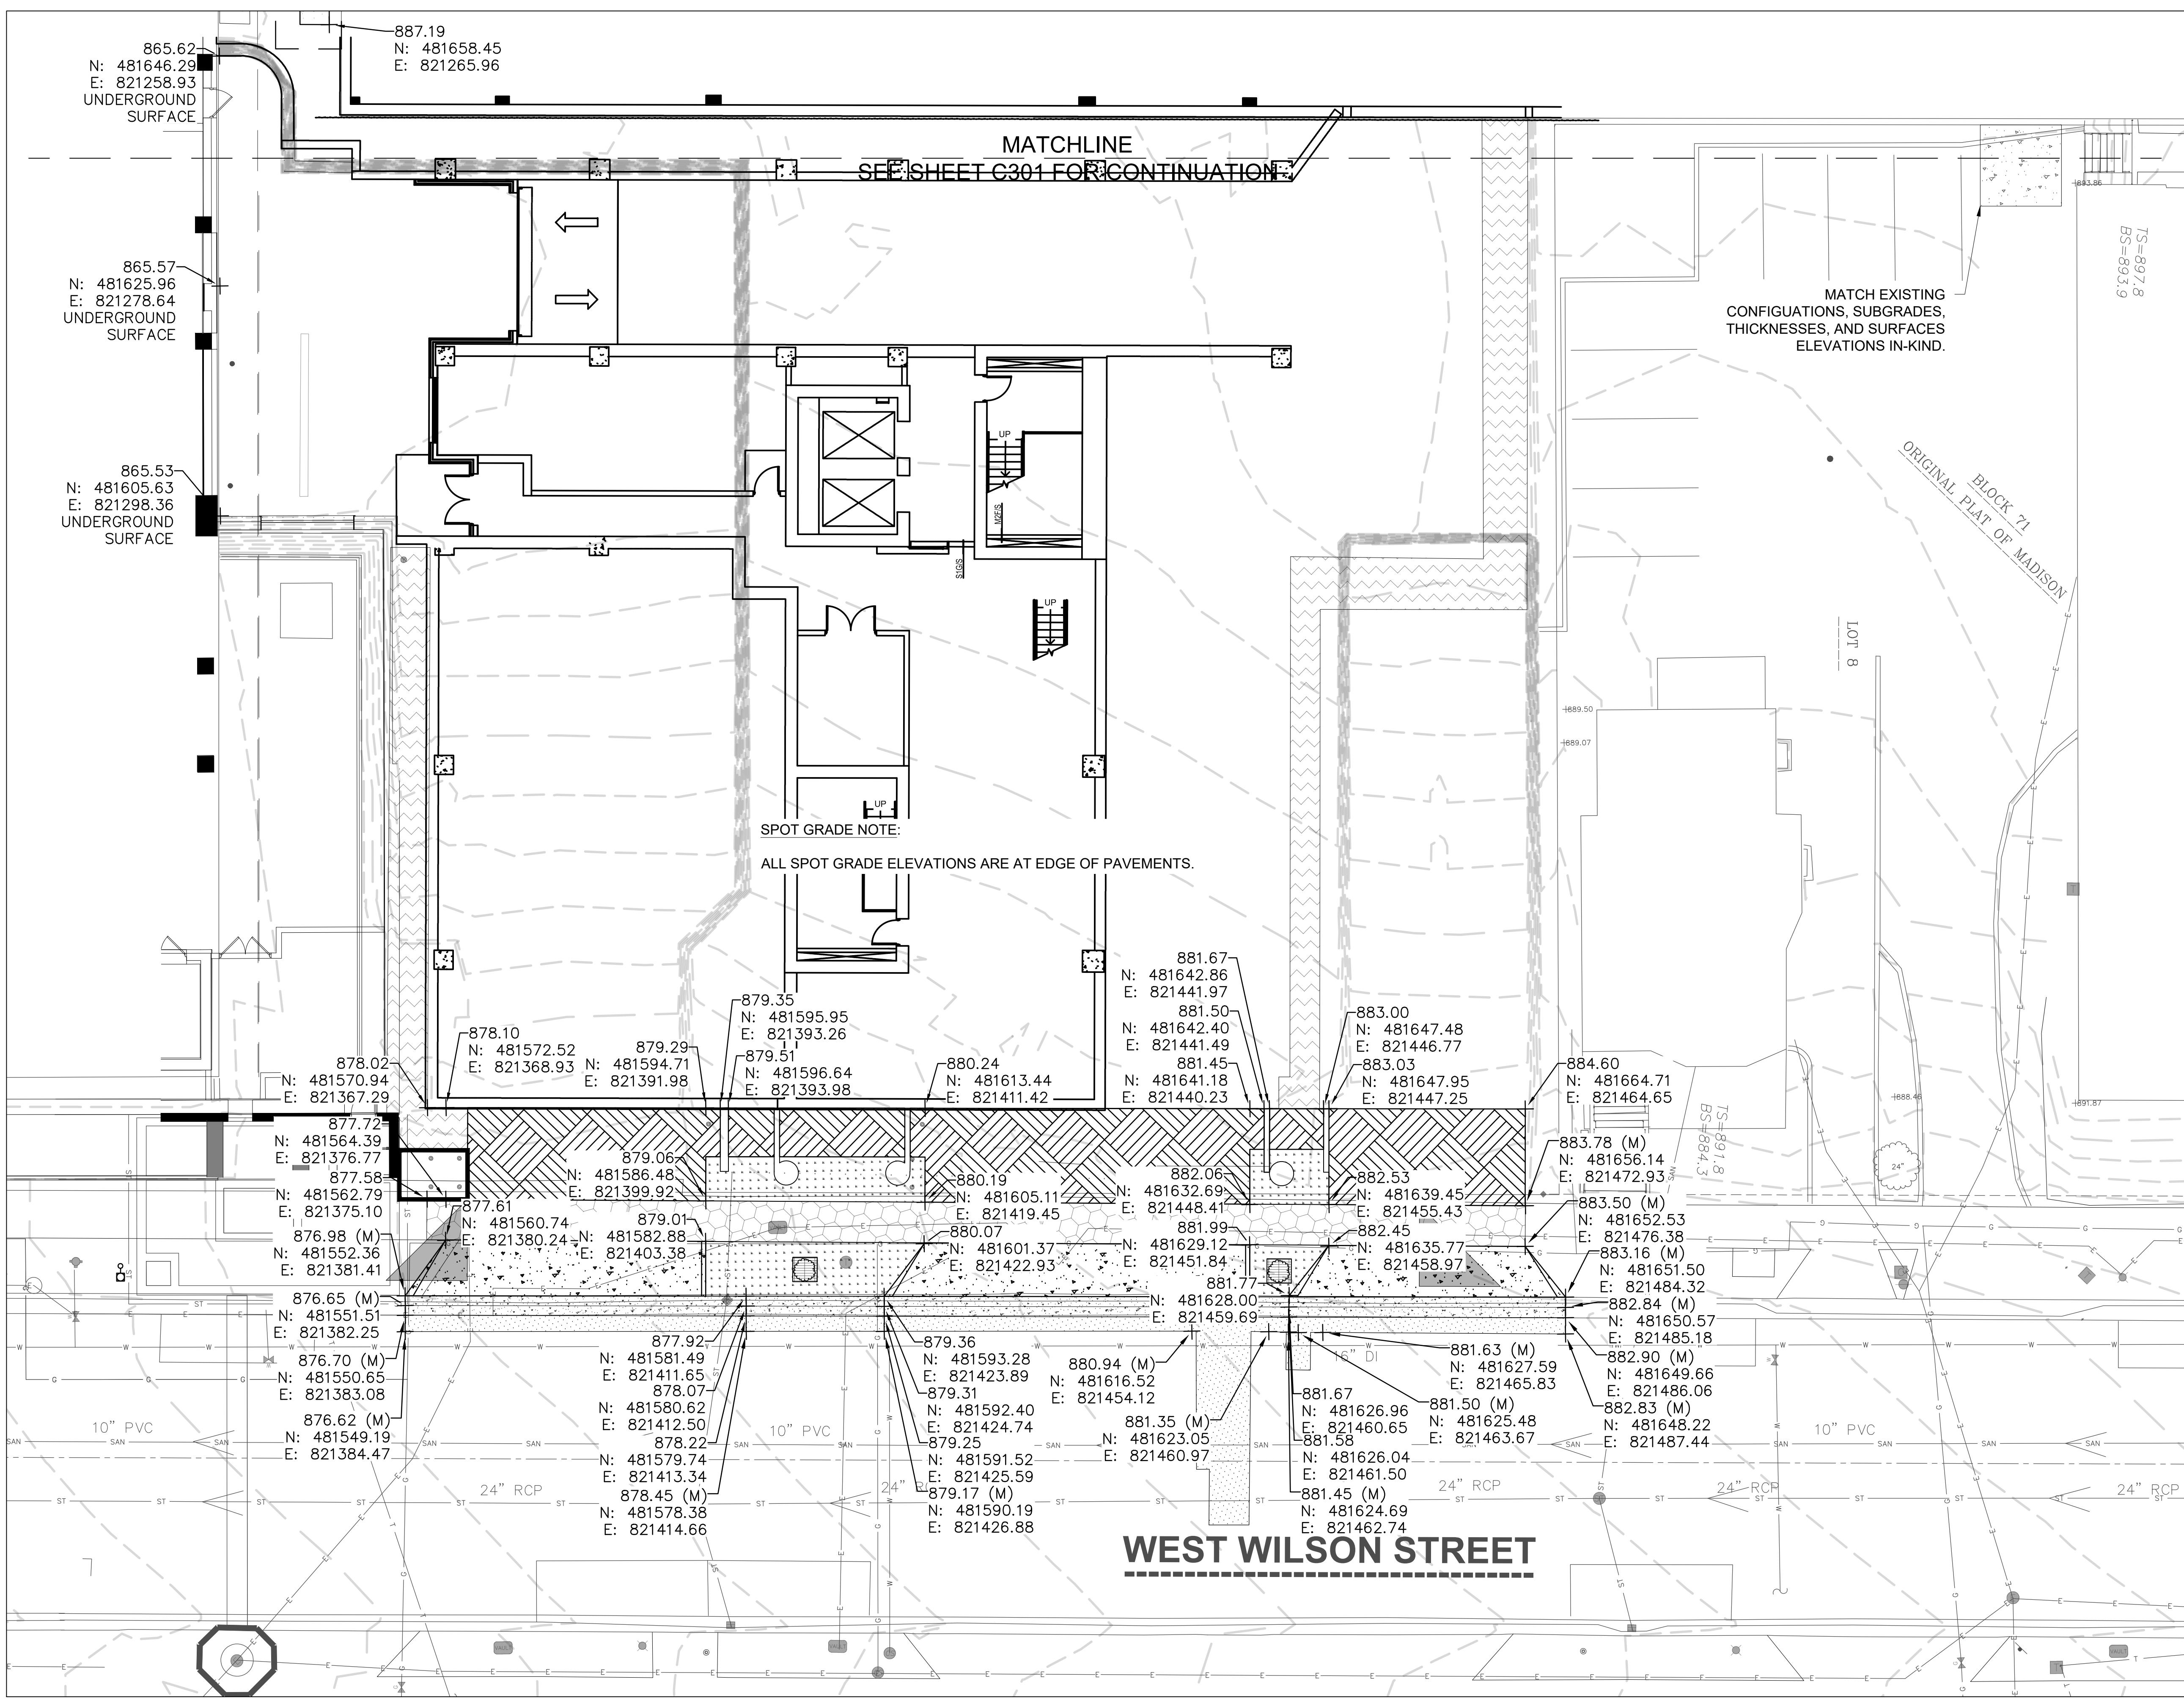 887.19
N: 481658.45
E: 821265.96
865.62
N: 481646.29
E: 821258.93
UNDERGROUND
SURFACE
MATCHLINE
SEE SHEET C301 FOR CONTINUATION
893.86
TS=897.8
BS=893.9
865.57
N: 481625.96
E: 821278.64
UNDERGROUND
SURFACE
MATCH EXISTING
CONFIGUATIONS, SUBGRADES,
THICKNESSES, AND SURFACES
ELEVATIONS IN-KIND.
UP
M2F/S
S1G/S
865.53
N: 481605.63
E: 821298.36
UNDERGROUND
SURFACE
BLOCK 71
ORIGINAL PLAT OF MADISON
LOT 8
UP
889.50
889.07
UP
SPOT GRADE NOTE:
ALL SPOT GRADE ELEVATIONS ARE AT EDGE OF PAVEMENTS.
878.02
N: 481570.94
E: 821367.29
878.10
N: 481572.52
E: 821368.93
879.29
N: 481594.71
E: 821391.98
879.35
N: 481595.95
E: 821393.26
879.51
N: 481596.64
E: 821393.98
880.24
N: 481613.44
E: 821411.42
881.67
N: 481642.86
E: 821441.97
881.50
N: 481642.40
E: 821441.49
881.45
N: 481641.18
E: 821440.23
883.00
N: 481647.48
E: 821446.77
883.03
N: 481647.95
E: 821447.25
884.60
N: 481664.71
E: 821464.65
888.46
891.87
TS=891.8
BS=884.3
24"
877.72
N: 481564.39
E: 821376.77
877.58
N: 481562.79
E: 821375.10
876.98 (M)
N: 481552.36
E: 821381.41
876.65 (M)
N: 481551.51
E: 821382.25
876.70 (M)
N: 481550.65
E: 821383.08
876.62 (M)
N: 481549.19
E: 821384.47
877.61
N: 481560.74
E: 821380.24
879.06
N: 481586.48
E: 821399.92
879.01
N: 481582.88
E: 821403.38
880.19
N: 481605.11
E: 821419.45
880.07
N: 481601.37
E: 821422.93
882.06
N: 481632.69
E: 821448.41
881.99
N: 481629.12
E: 821451.84
881.77
N: 481628.00
E: 821459.69
882.53
N: 481639.45
E: 821455.43
882.45
N: 481635.77
E: 821458.97
883.78 (M)
N: 481656.14
E: 821472.93
883.50 (M)
N: 481652.53
E: 821476.38
883.16 (M)
N: 481651.50
E: 821484.32
882.84 (M)
N: 481650.57
E: 821485.18
882.90 (M)
N: 481649.66
E: 821486.06
882.83 (M)
N: 481648.22
E: 821487.44
877.92
N: 481581.49
E: 821411.65
878.07
N: 481580.62
E: 821412.50
878.22
N: 481579.74
E: 821413.34
878.45 (M)
N: 481578.38
E: 821414.66
879.36
N: 481593.28
E: 821423.89
879.31
N: 481592.40
E: 821424.74
879.25
N: 481591.52
E: 821425.59
879.17 (M)
N: 481590.19
E: 821426.88
880.94 (M)
N: 481616.52
E: 821454.12
881.35 (M)
N: 481623.05
E: 821460.97
881.67
N: 481626.96
E: 821460.65
881.58
N: 481626.04
E: 821461.50
881.45 (M)
N: 481624.69
E: 821462.74
16" DI
881.63 (M)
N: 481627.59
E: 821465.83
881.50 (M)
N: 481625.48
E: 821463.67
10" PVC
10" PVC
10" PVC
24" RCP
24" RCP
24" RCP
24" RCP
WEST WILSON STREET
VAULT
VAULT